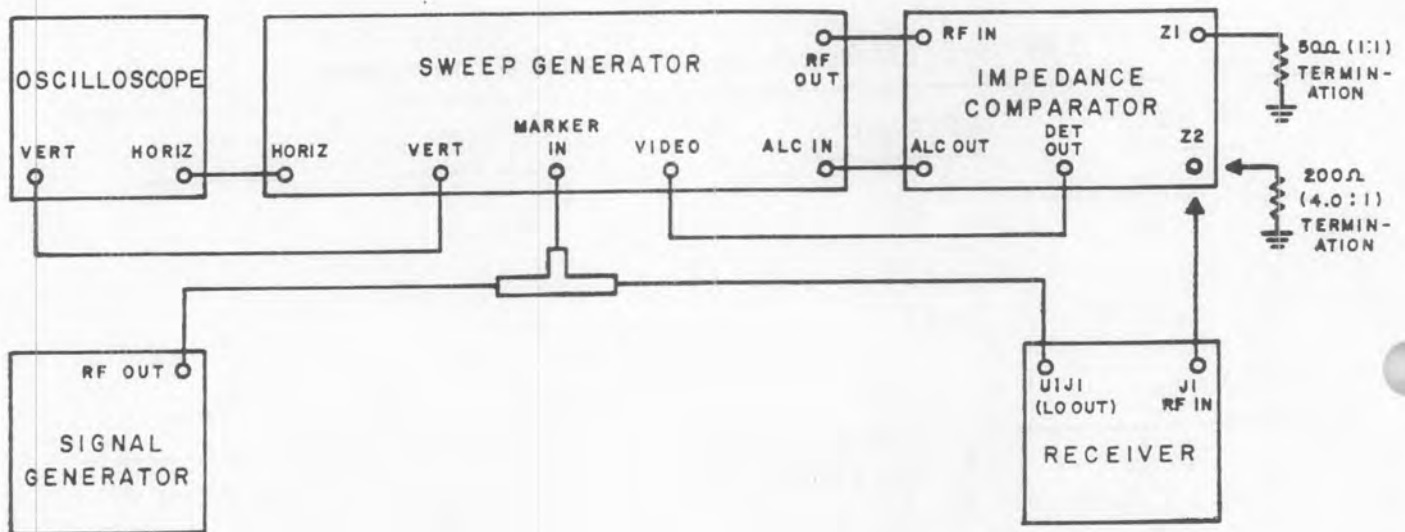 OSCILLOSCOPE
VERT
HORIZ
SWEEP GENERATOR
RF
OUT
HORIZ
VERT
MARKER
IN
VIDEO
ALC IN
RF IN
Z1
IMPEDANCE
COMPARATOR
ALC OUT
DET
OUT
Z2
50Ω (1:1)
TERMIN-
ATION
200Ω
(4.0:1)
TERMIN-
ATION
RF OUT
SIGNAL
GENERATOR
U1J1
(LO OUT)
J1
RF IN
RECEIVER